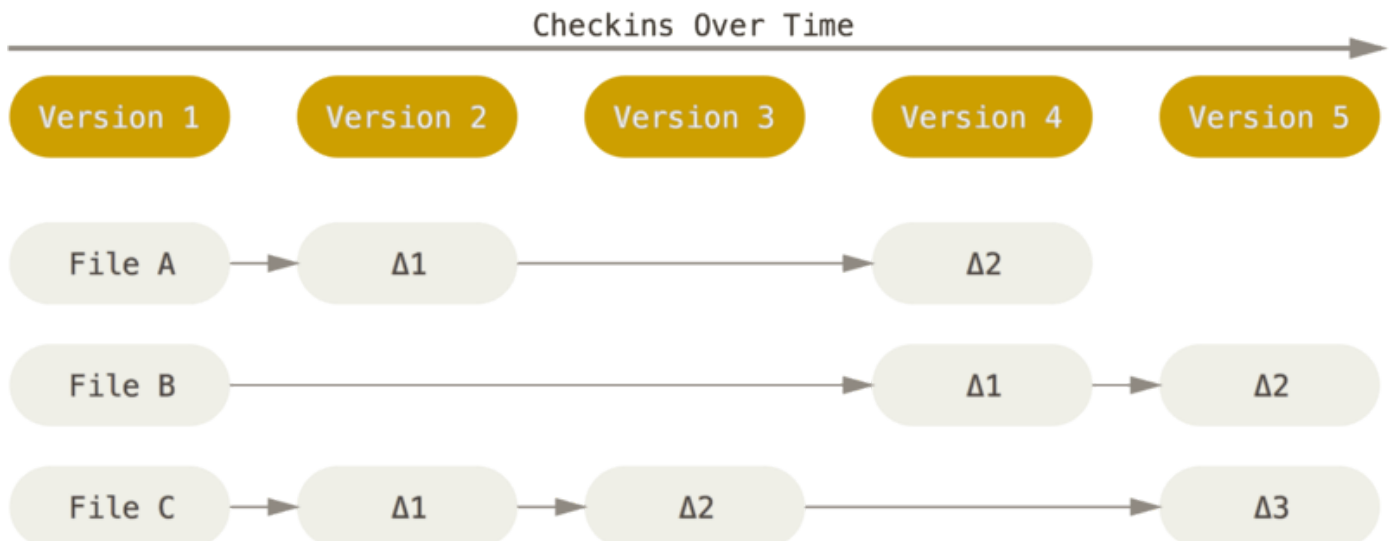 Checkins Over Time
Version 1 Version 2 Version 3 Version 4 Version 5
File A Δ1 Δ2
File B Δ1 Δ2
File C Δ1 Δ2 Δ3